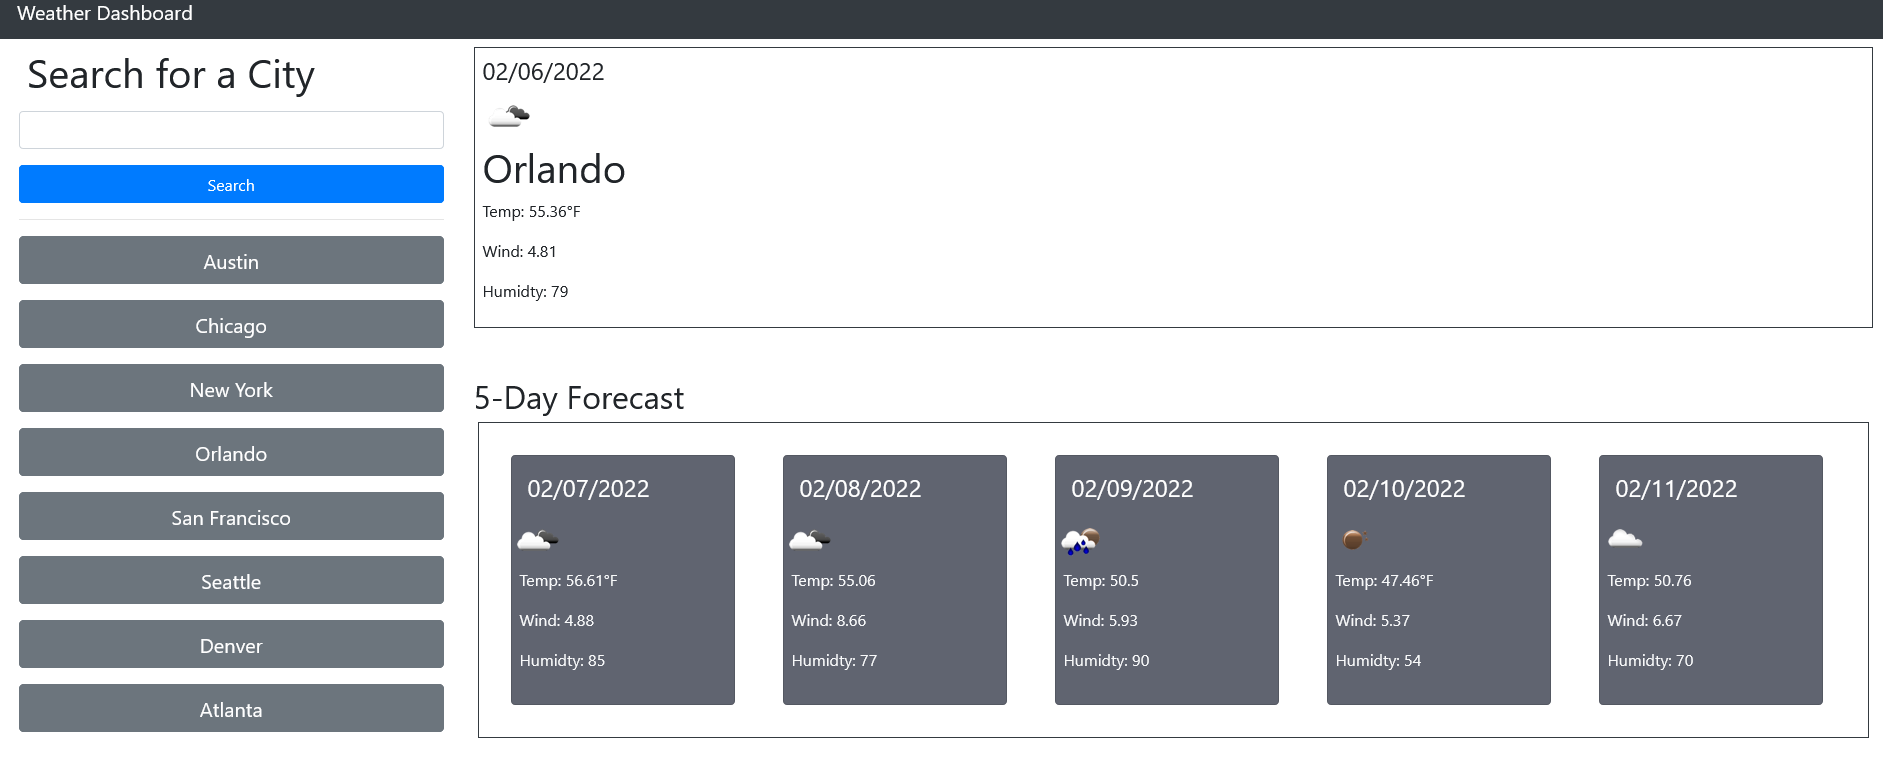 Weather Dashboard
Search for a City
Search
Austin
Chicago
New York
Orlando
San Francisco
Seattle
Denver
Atlanta
02/06/2022
Orlando
Temp: 55.36°F
Wind: 4.81
Humidty: 79
5-Day Forecast
02/07/2022
Temp: 56.61°F
Wind: 4.88
Humidty: 85
02/08/2022
Temp: 55.06
Wind: 8.66
Humidty: 77
02/09/2022
Temp: 50.5
Wind: 5.93
Humidty: 90
02/10/2022
Temp: 47.46°F
Wind: 5.37
Humidty: 54
02/11/2022
Temp: 50.76
Wind: 6.67
Humidty: 70